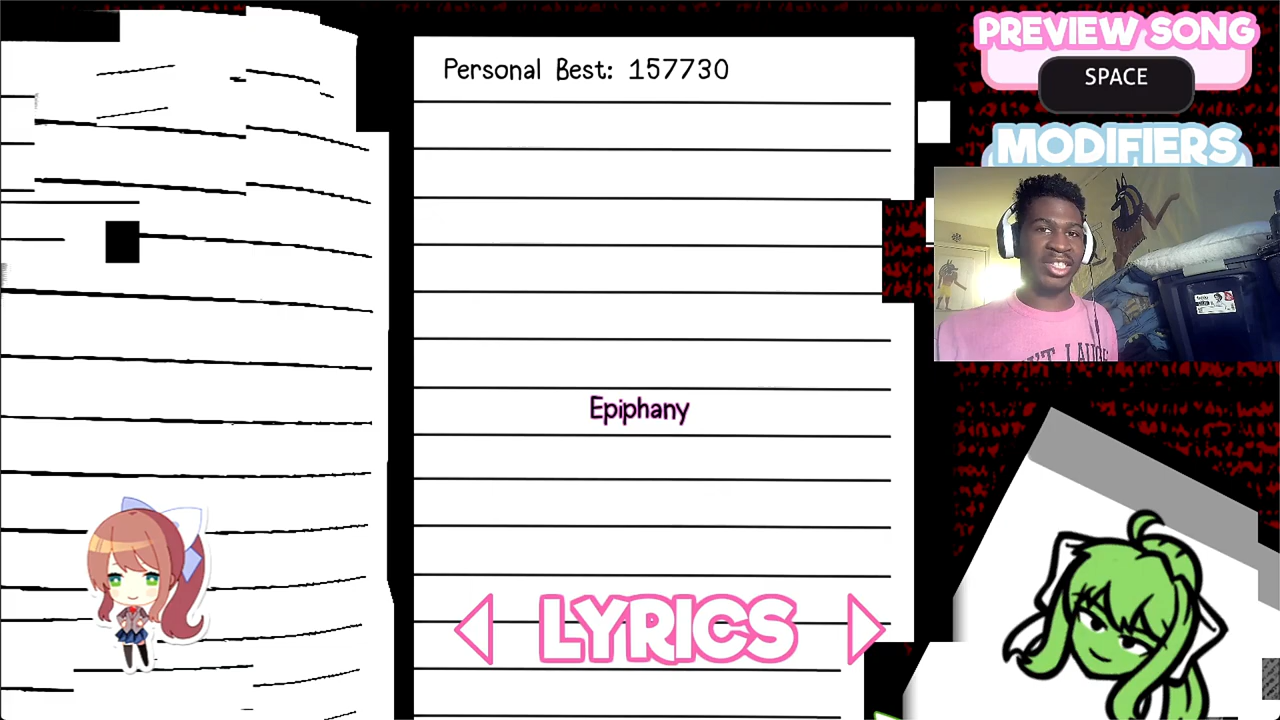 Personal Best: 157730
PREVIEW SONG
SPACE
MODIFIERS
Epiphany
LYRICS